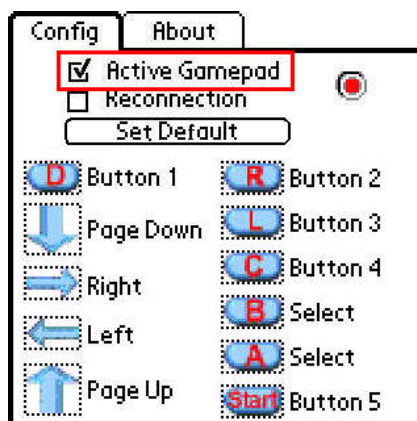 Config About
Active Gamepad
Reconnection
Set Default
D Button 1
R Button 2
Page Down
L Button 3
C Button 4
Right
B Select
Left
A Select
Page Up
Start Button 5